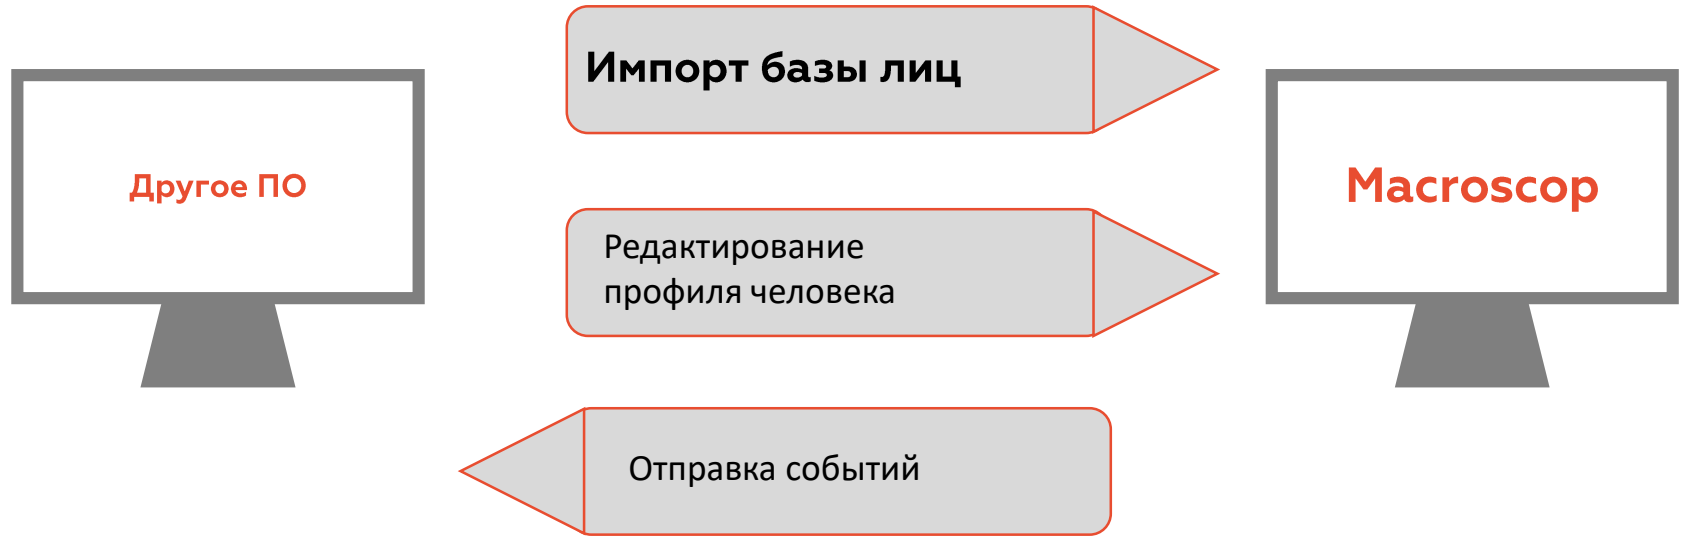 Импорт базы лиц
Другое ПО
Macroscop
Редактирование
профиля человека
Отправка событий